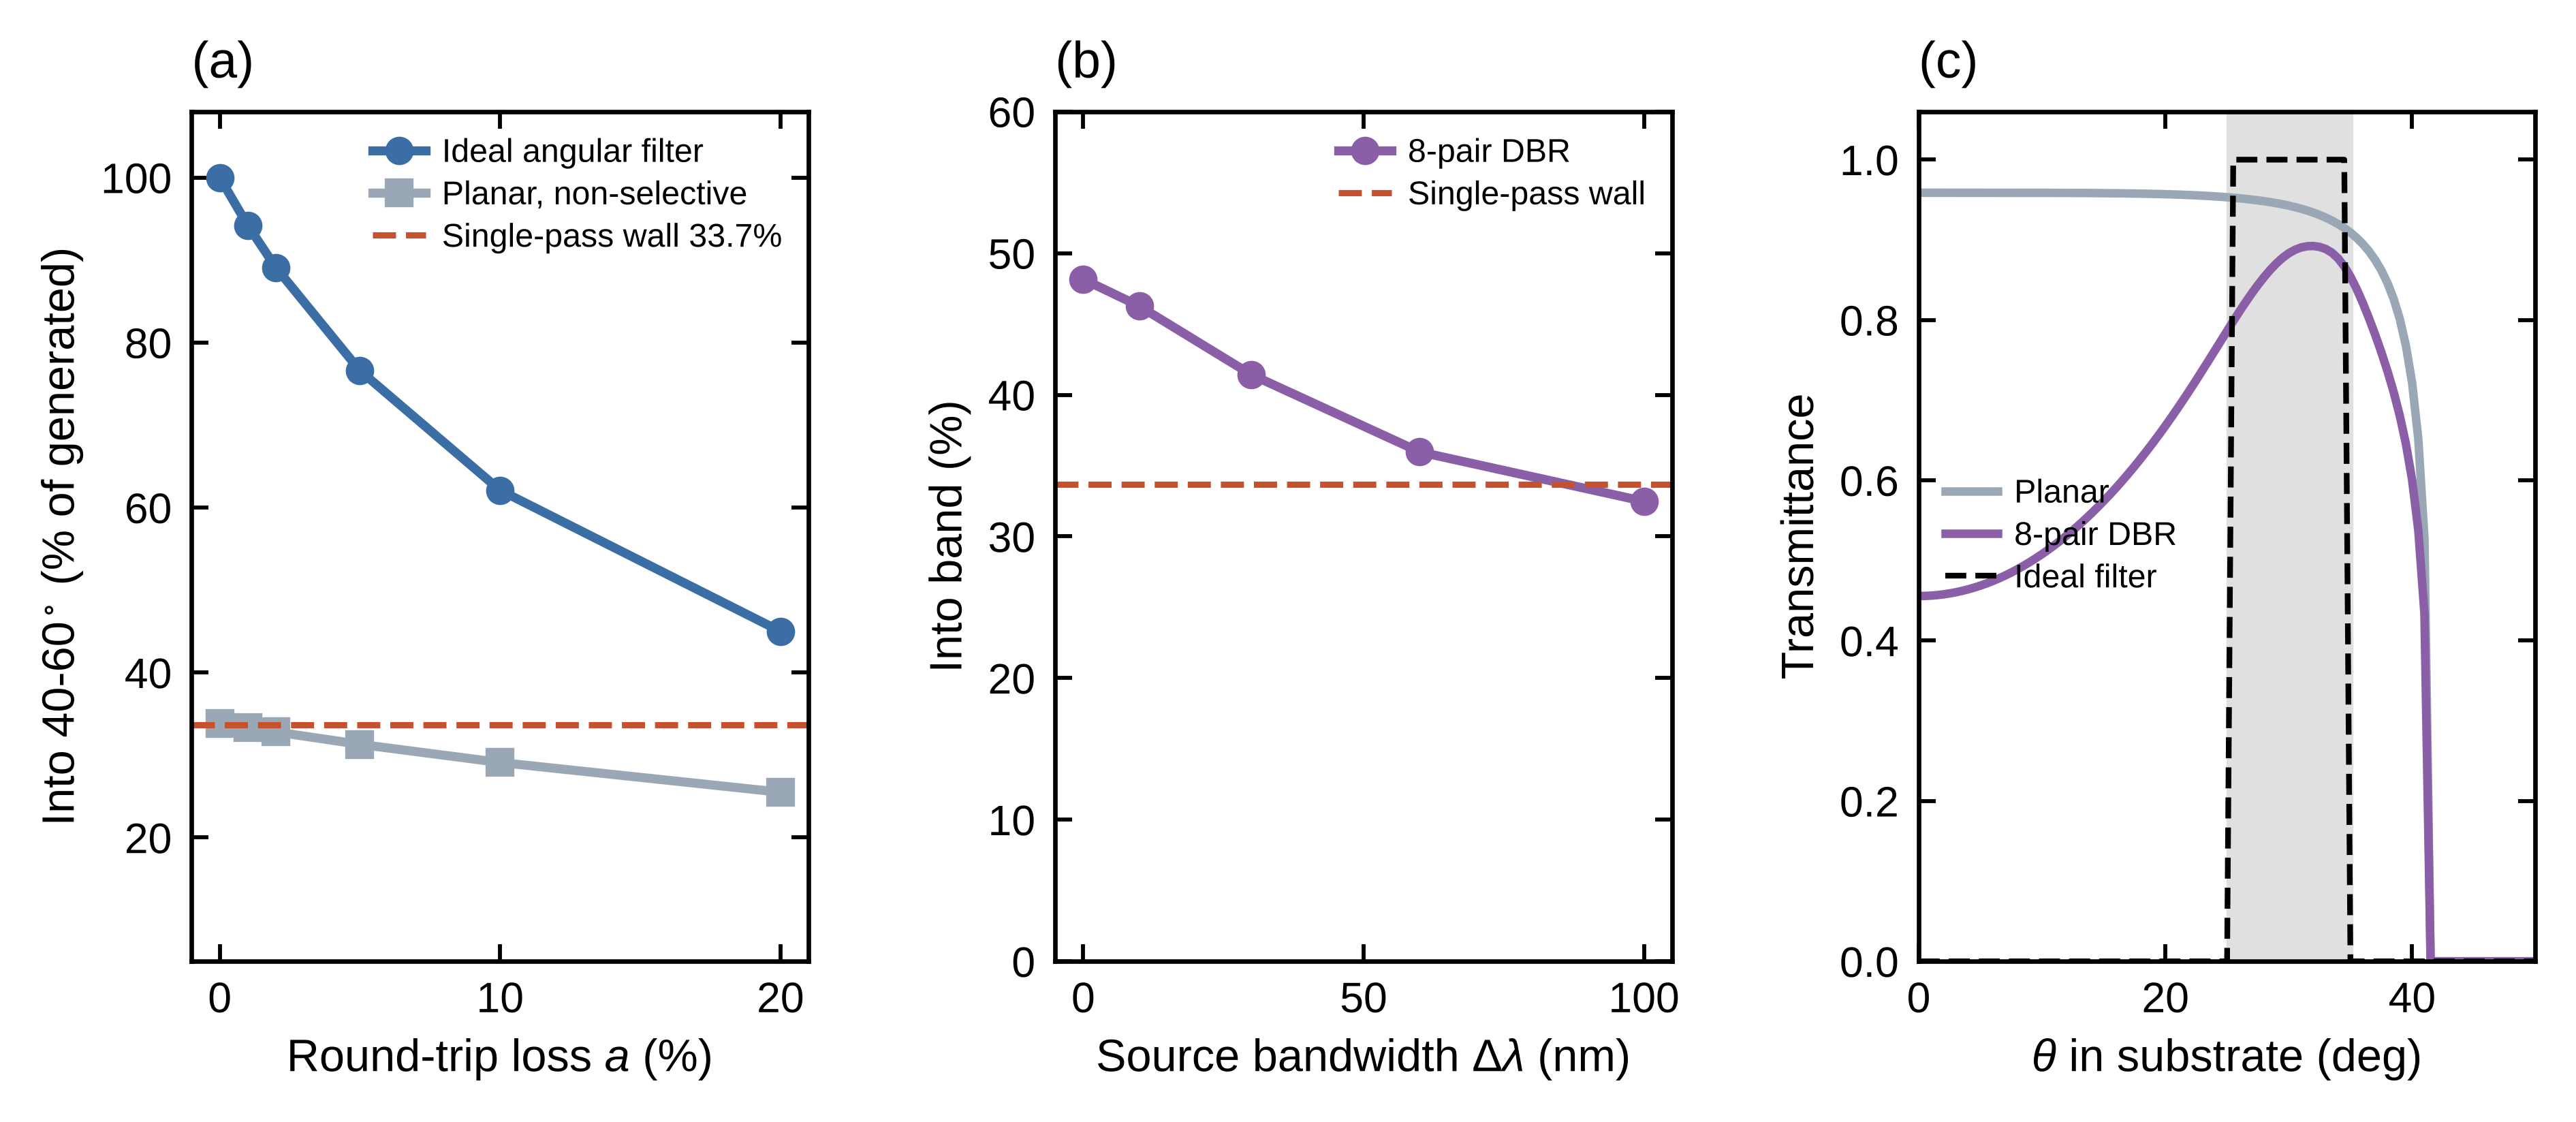 (a)
Into 40-60° (% of generated)
100
80
60
40
20
Ideal angular filter
Planar, non-selective
Single-pass wall 33.7%
0 10 20
Round-trip loss a (%)
(b)
Into band (%)
60
50
40
30
20
10
0
8-pair DBR
Single-pass wall
0 50 100
Source bandwidth Δλ (nm)
(c)
Transmittance
1.0
0.8
0.6
0.4
0.2
0.0
Planar
8-pair DBR
Ideal filter
0 20 40
θ in substrate (deg)